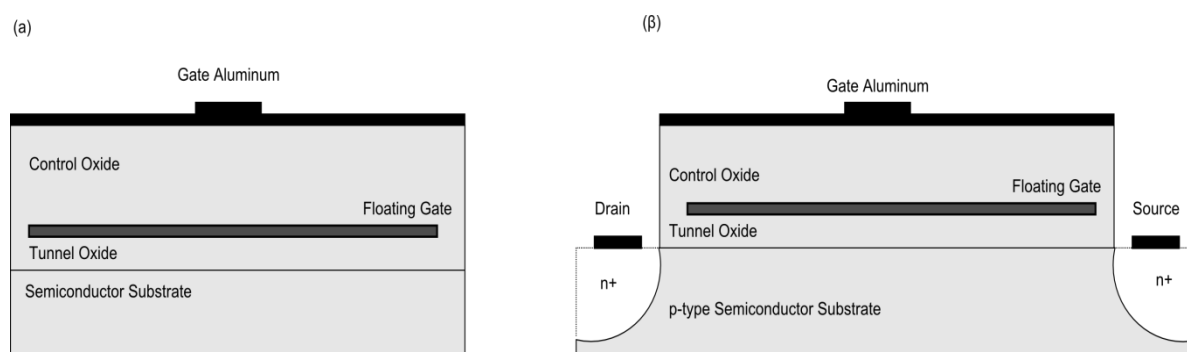 (α)
Gate Aluminum
Control Oxide
Floating Gate
Tunnel Oxide
Semiconductor Substrate
(β)
Gate Aluminum
Control Oxide
Floating Gate
Drain
Source
Tunnel Oxide
n+
n+
p-type Semiconductor Substrate